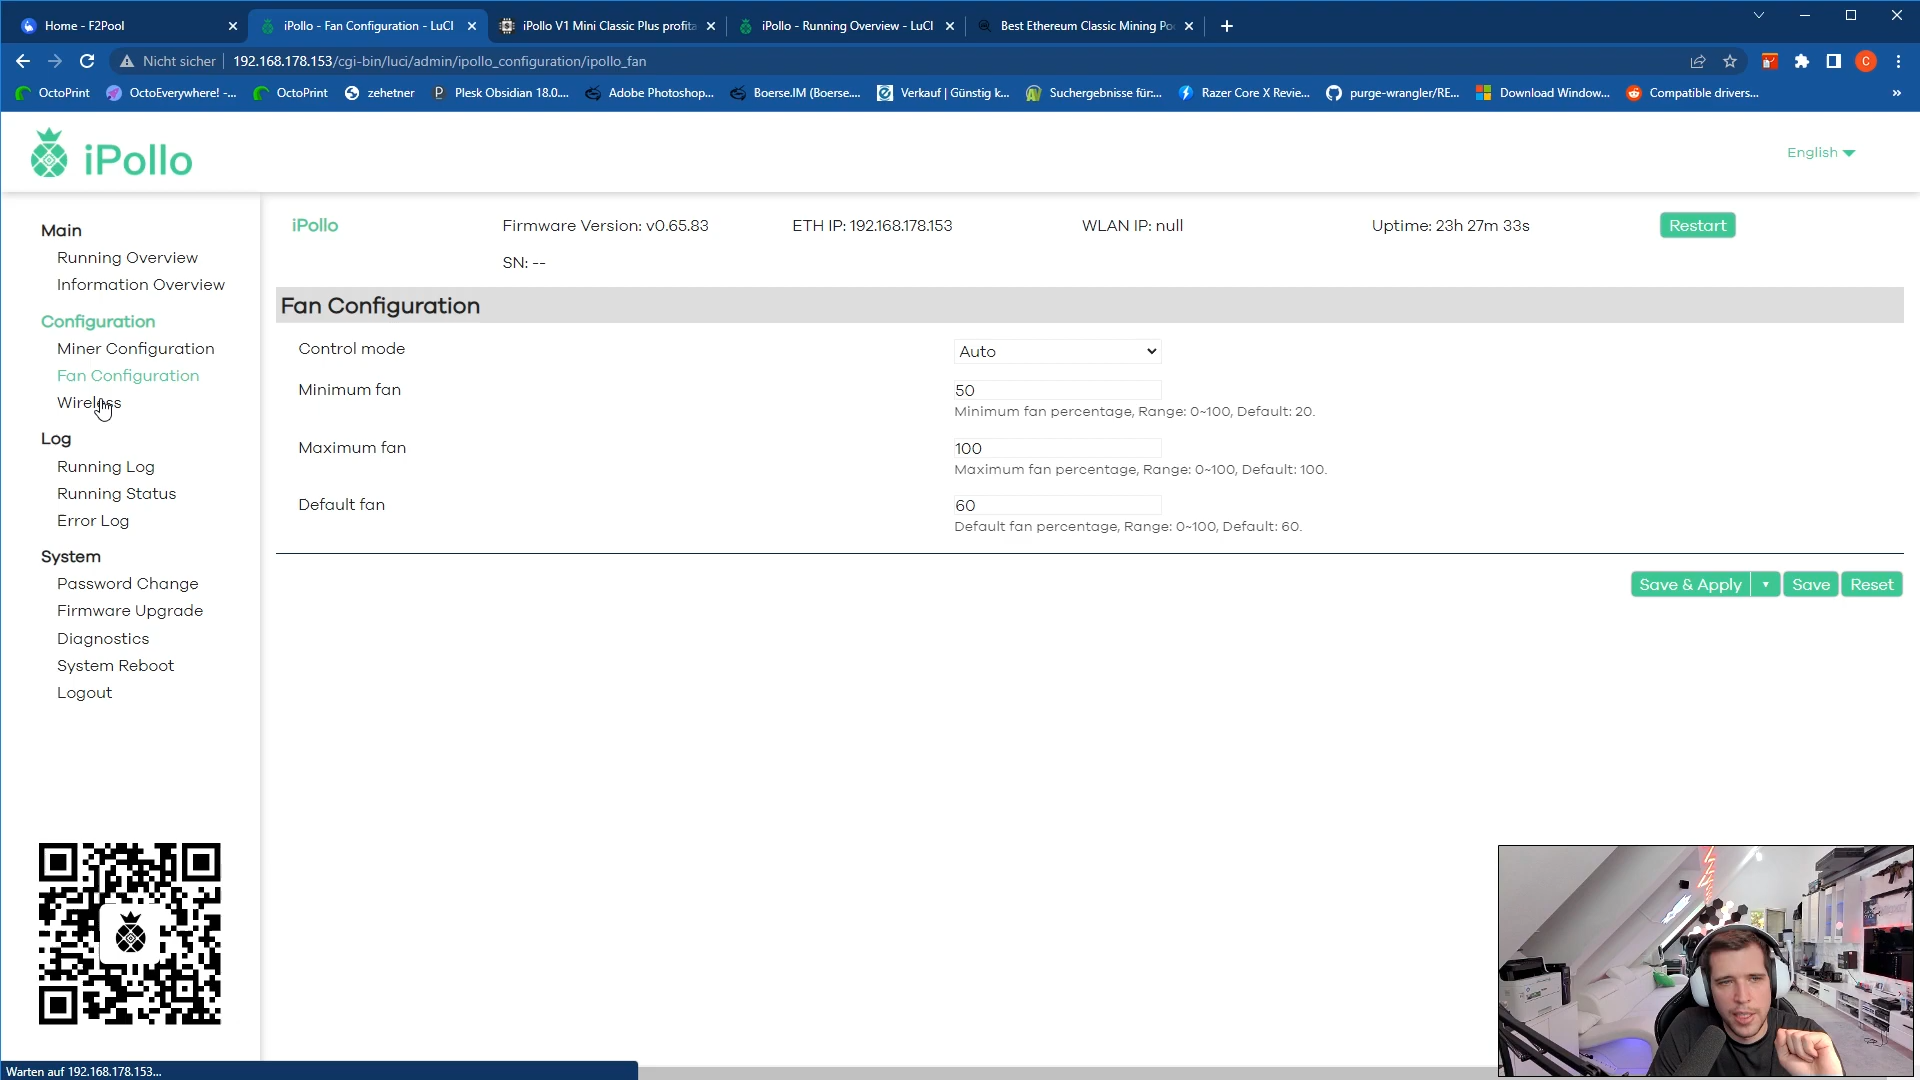 Home - F2Pool
iPollo - Fan Configuration - LuCI
iPollo V1 Mini Classic Plus profita
iPollo - Running Overview - LuCI
Best Ethereum Classic Mining Po
Nicht sicher
192.168.178.153/cgi-bin/luci/admin/ipollo_configuration/ipollo_fan
C
OctoPrint
OctoEverywhere! -...
OctoPrint
zehetner
Plesk Obsidian 18.0....
Adobe Photoshop...
Boerse.IM (Boerse....
Verkauf | Günstig k...
Suchergebnisse für:...
Razer Core X Revie...
purge-wrangler/RE...
Download Window...
Compatible drivers...
»
iPollo
English
Main
Running Overview
Information Overview
Configuration
Miner Configuration
Fan Configuration
Wireless
Log
Running Log
Running Status
Error Log
System
Password Change
Firmware Upgrade
Diagnostics
System Reboot
Logout
iPollo
Firmware Version: v0.65.83
ETH IP: 192.168.178.153
WLAN IP: null
Uptime: 23h 27m 33s
Restart
SN: --
Fan Configuration
Control mode
Auto
Minimum fan
50
Minimum fan percentage, Range: 0~100, Default: 20.
Maximum fan
100
Maximum fan percentage, Range: 0~100, Default: 100.
Default fan
60
Default fan percentage, Range: 0~100, Default: 60.
Save & Apply
Save
Reset
Warten auf 192.168.178.153...